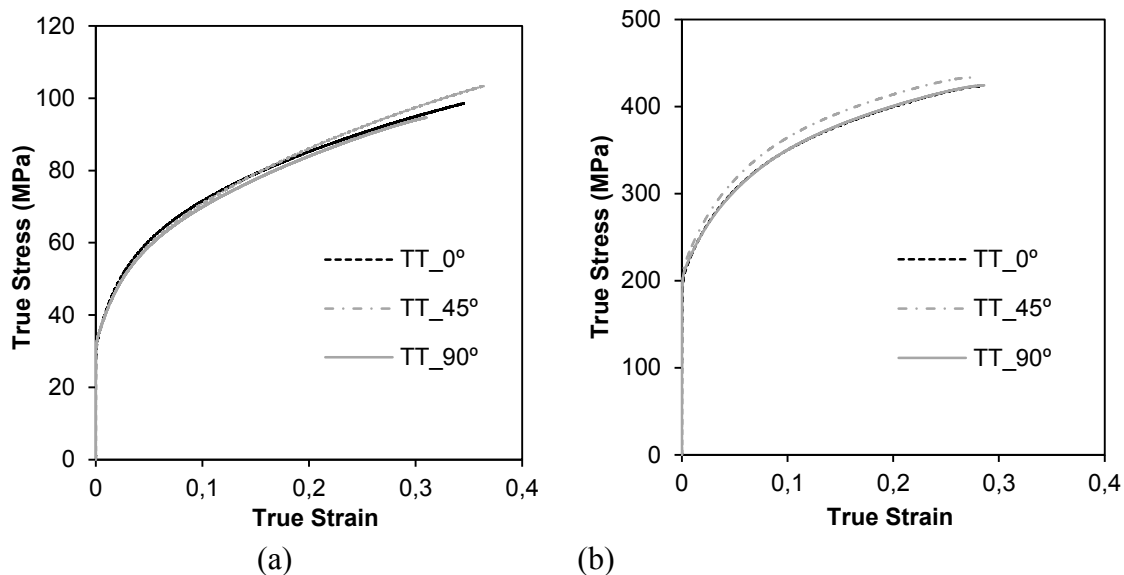 120
100
80
60
40
20
0
True Stress (MPa)
TT_0º
TT_45º
TT_90º
0
0,1
0,2
0,3
0,4
True Strain
(a)
500
400
300
200
100
0
True Stress (MPa)
TT_0º
TT_45º
TT_90º
0
0,1
0,2
0,3
0,4
True Strain
(b)